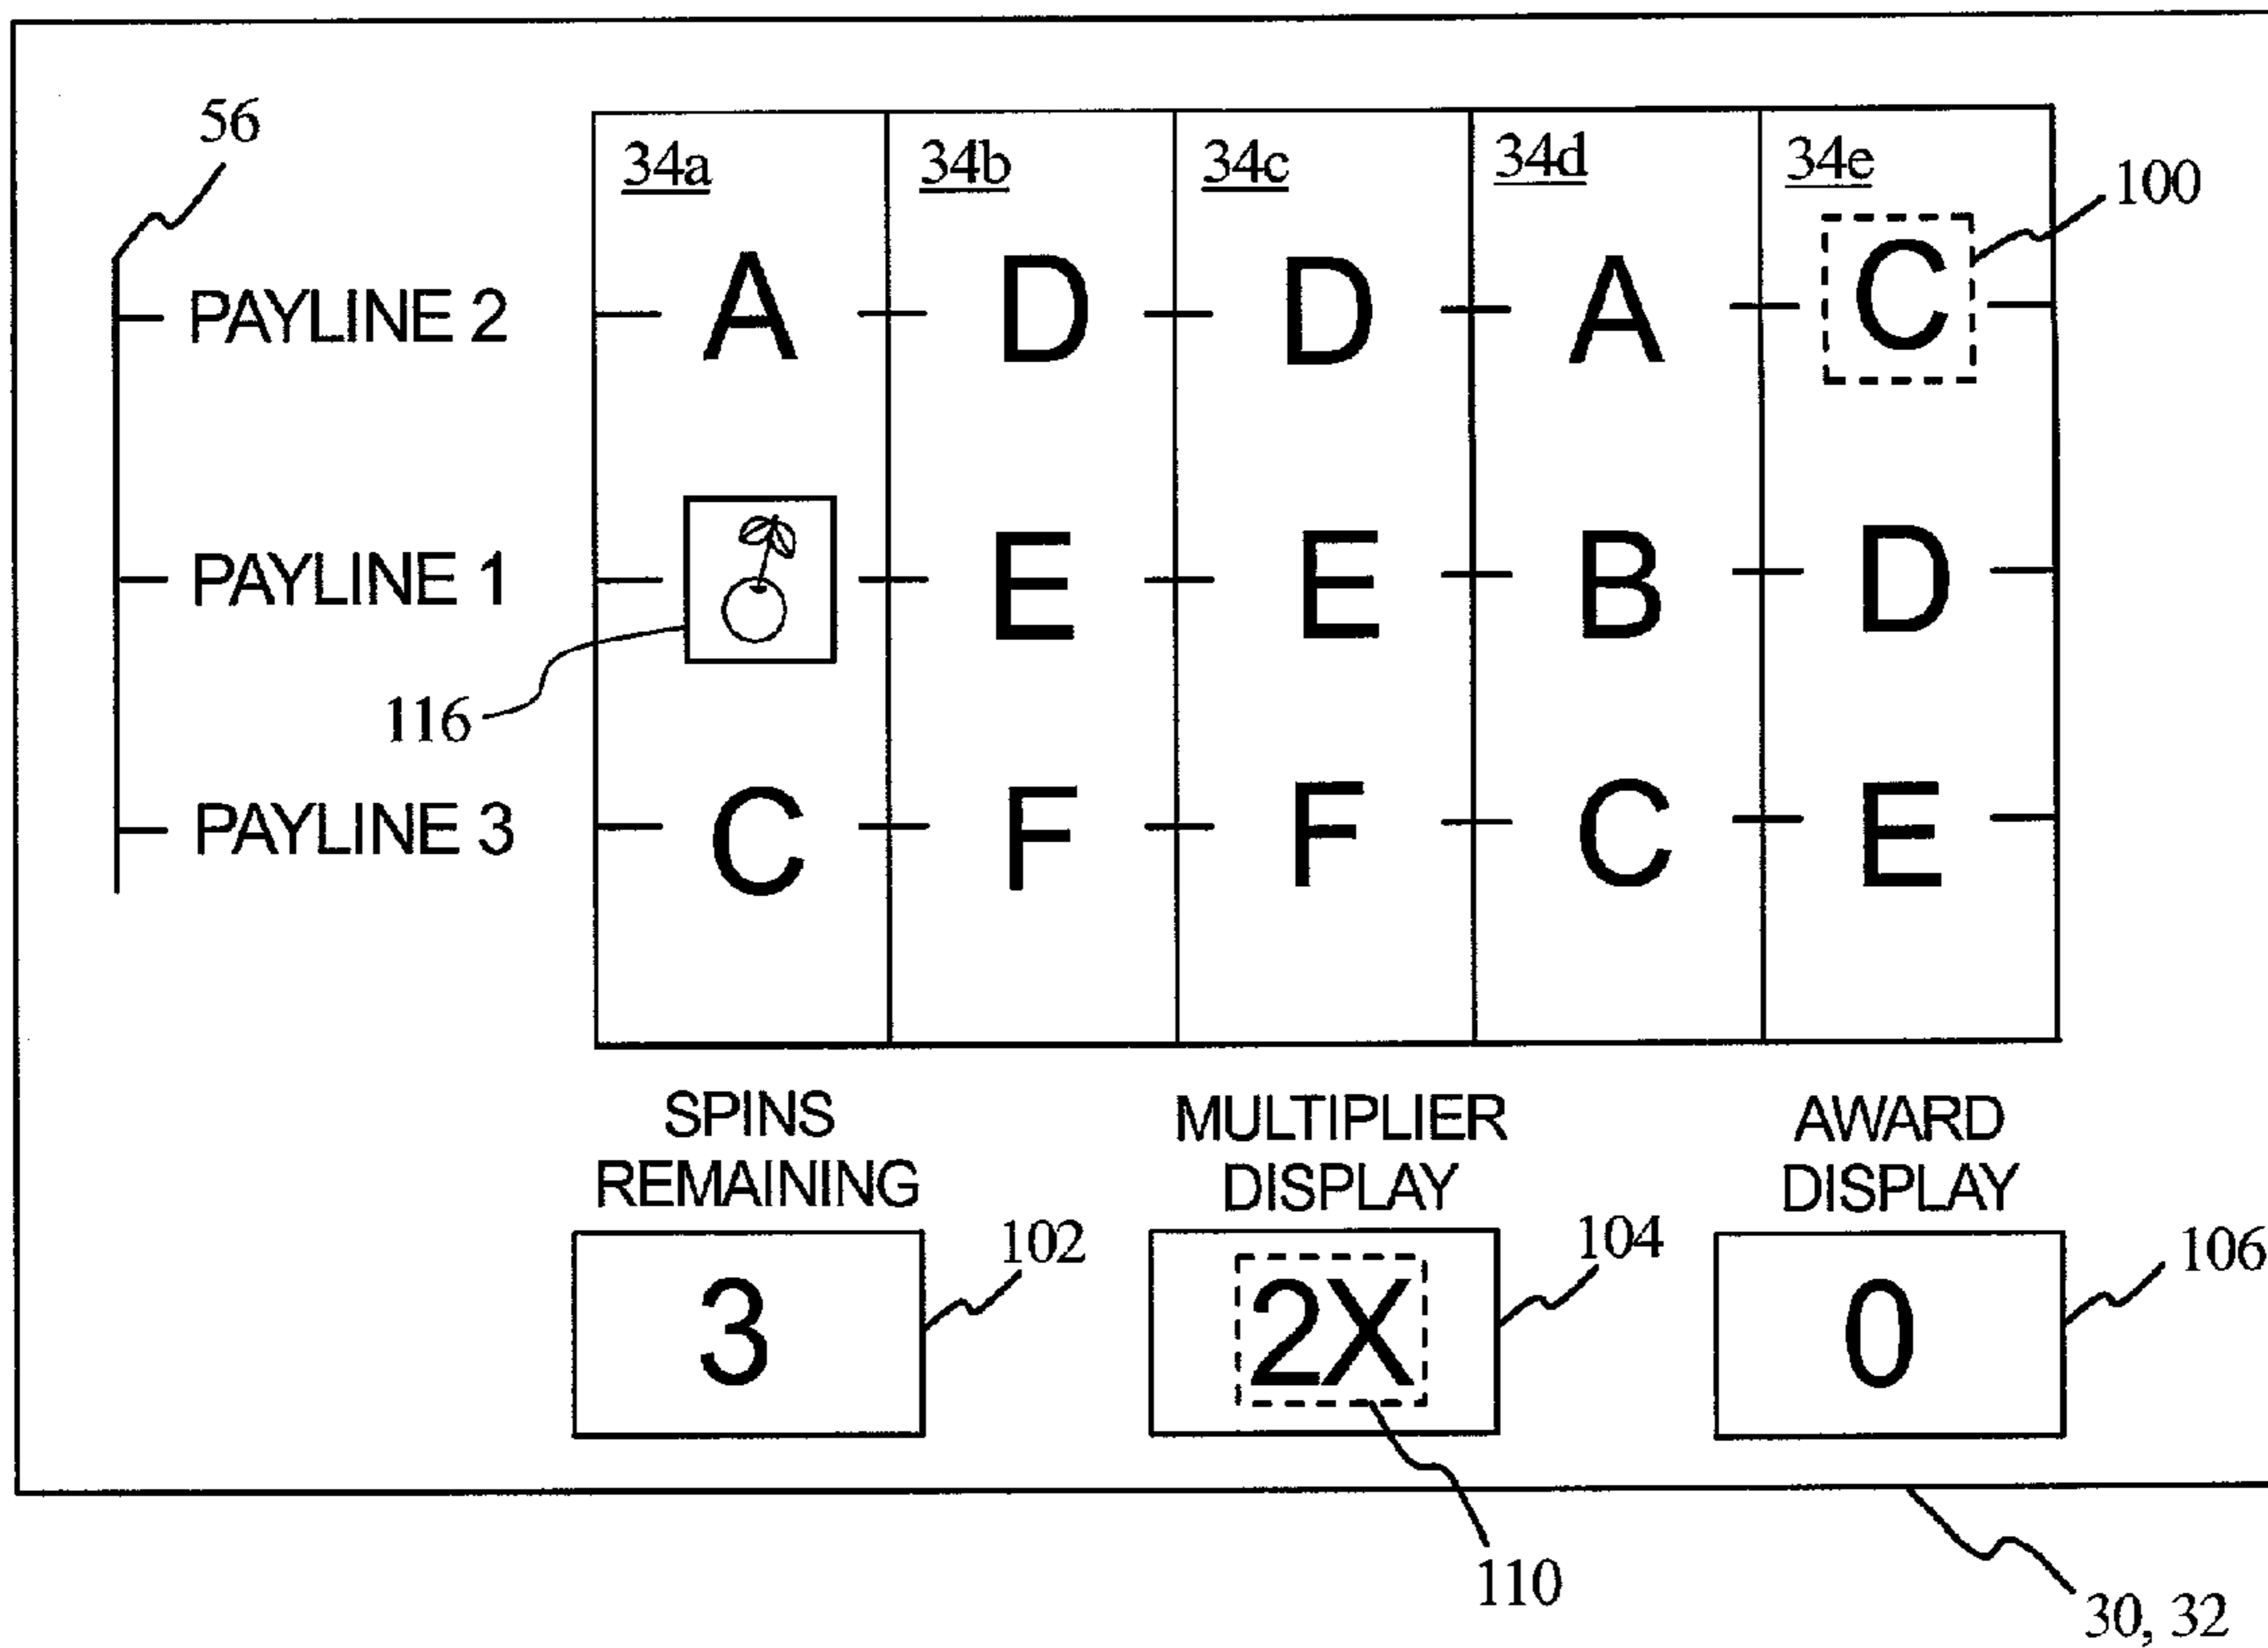 56
34a 34b 34c 34d 34e
100
PAYLINE 2 A D D A C
PAYLINE 1 E E B D
116
PAYLINE 3 C F F C E
SPINS
REMAINING
MULTIPLIER
DISPLAY
AWARD
DISPLAY
3 102
2X 104
0 106
110
30, 32